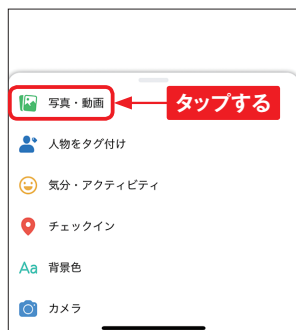 写真・動画
タップする
人物をタグ付け
気分・アクティビティ
チェックイン
Aa 背景色
カメラ